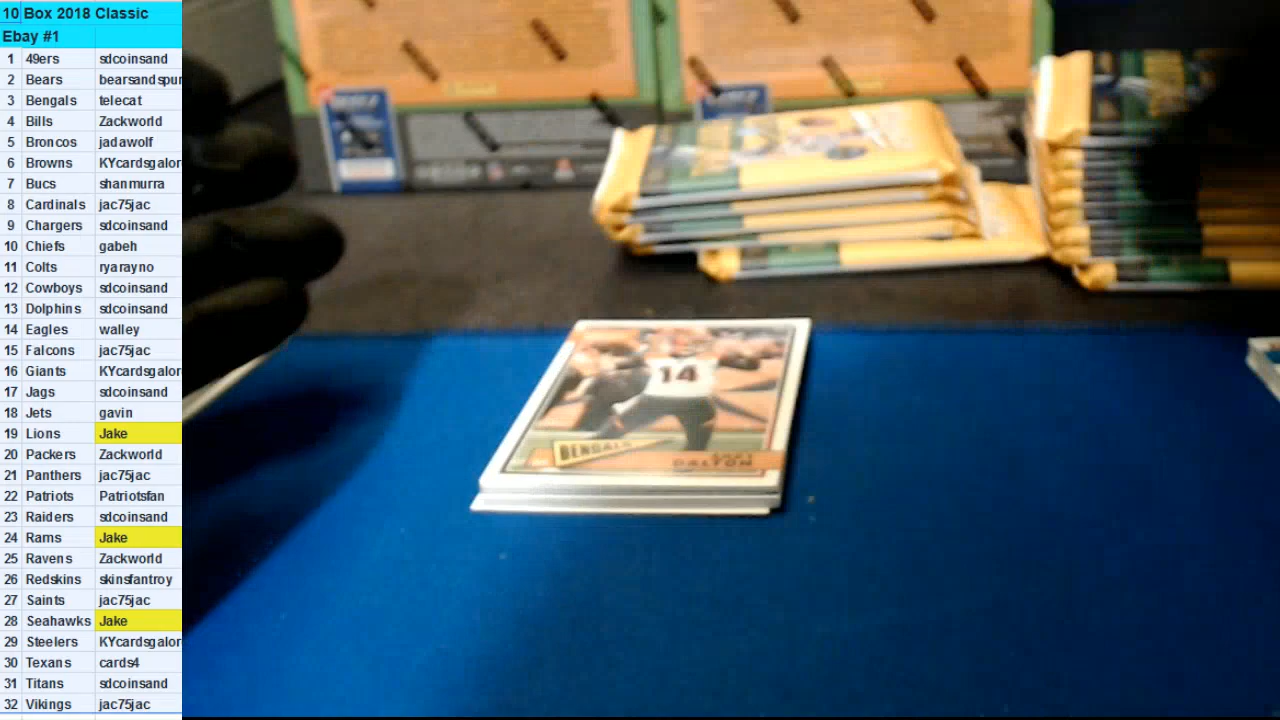 10 Box 2018 Classic
Ebay #1
1 49ers sdcoinsand
2 Bears bearsandspur
3 Bengals telecat
4 Bills Zackworld
5 Broncos jadawolf
6 Browns KYcardsgalor
7 Bucs shanmurra
8 Cardinals jac75jac
9 Chargers sdcoinsand
10 Chiefs gabeh
11 Colts ryarayno
12 Cowboys sdcoinsand
13 Dolphins sdcoinsand
14 Eagles walley
15 Falcons jac75jac
16 Giants KYcardsgalor
17 Jags sdcoinsand
18 Jets gavin
19 Lions Jake
20 Packers Zackworld
21 Panthers jac75jac
22 Patriots Patriotsfan
23 Raiders sdcoinsand
24 Rams Jake
25 Ravens Zackworld
26 Redskins skinsfantroy
27 Saints jac75jac
28 Seahawks Jake
29 Steelers KYcardsgalor
30 Texans cards4
31 Titans sdcoinsand
32 Vikings jac75jac
14
BENGALS
DALTON